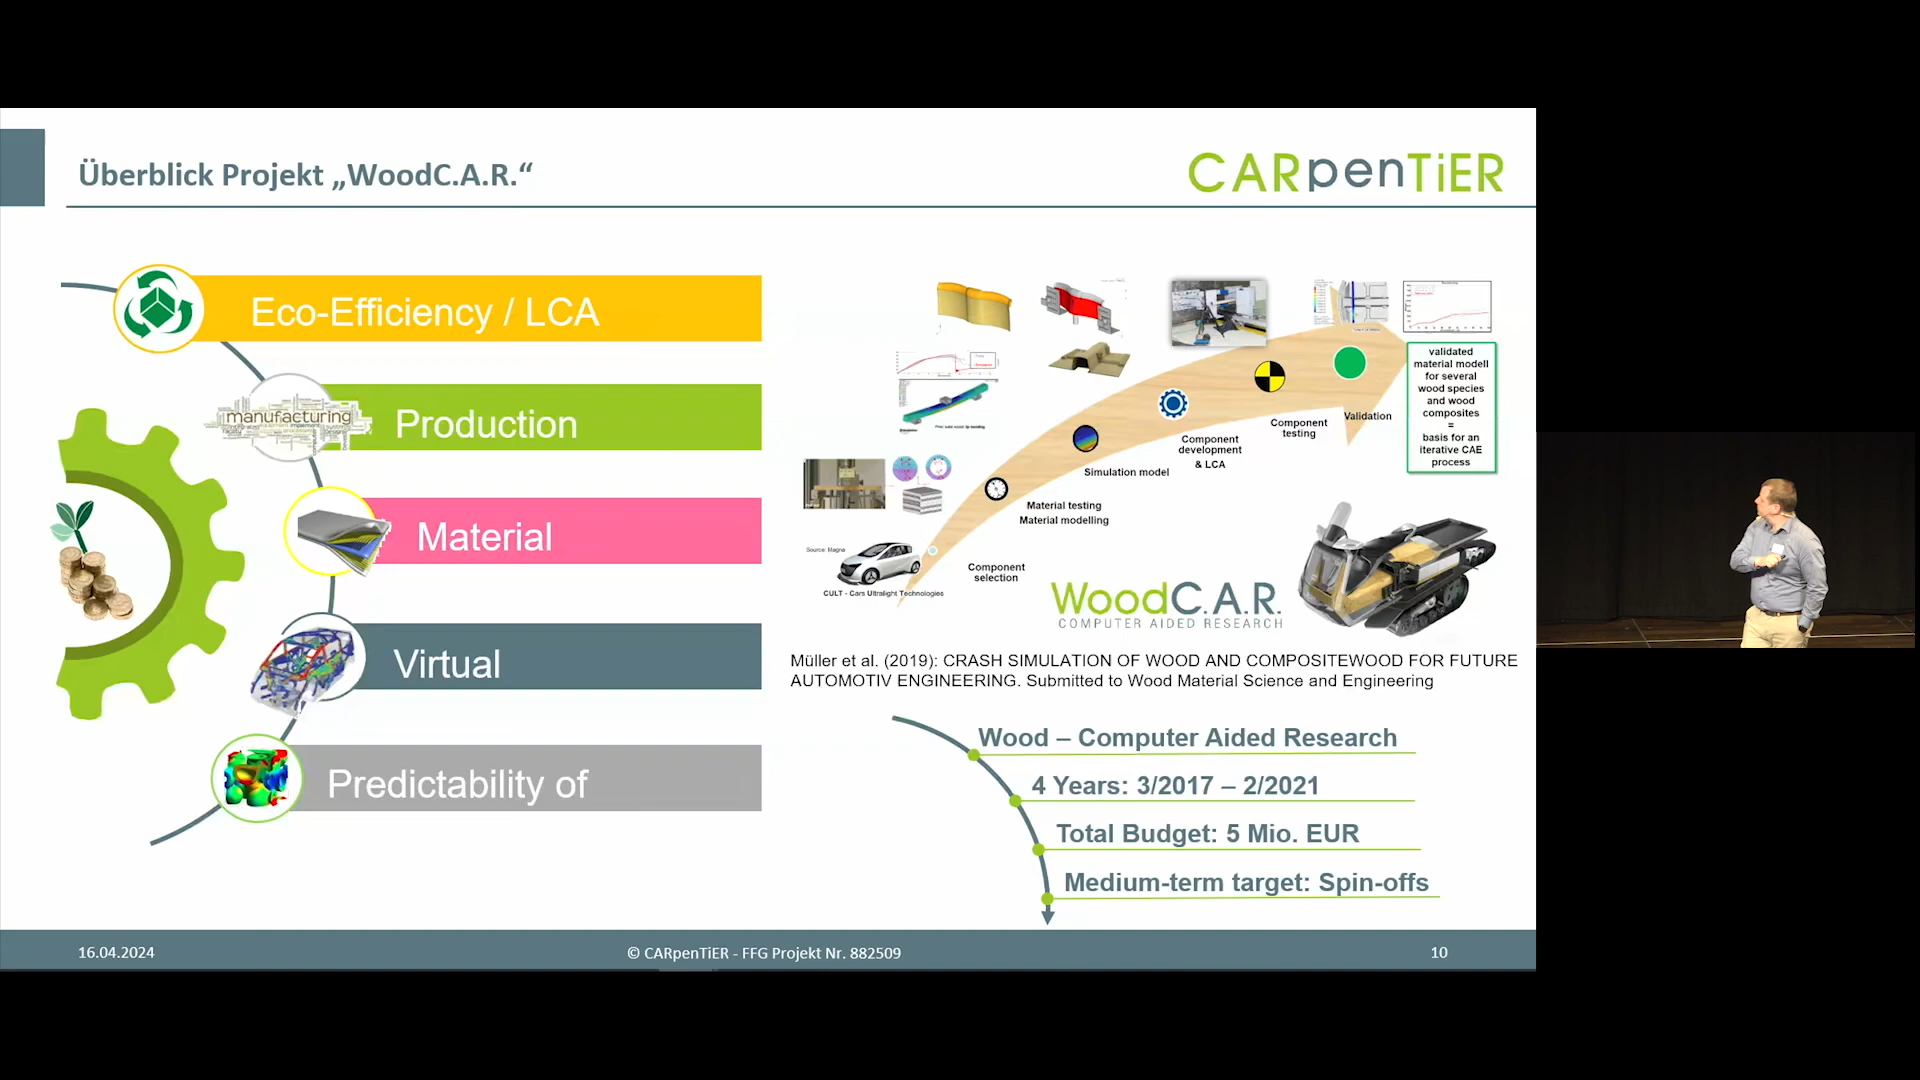 Überblick Projekt „WoodC.A.R.“
CARpenTiER
Eco-Efficiency / LCA
manufacturing
Production
Material
Virtual
Predictability of
validated
material modell
for several
wood species
and wood
composites
=
basis for an
iterative CAE
process
Validation
Component
testing
Component
development
& LCA
Simulation model
Material testing
Material modelling
Component
selection
Source: Magna
CULT - Cars Ultralight Technologies
WoodC.A.R.
COMPUTER AIDED RESEARCH
Müller et al. (2019): CRASH SIMULATION OF WOOD AND COMPOSITEWOOD FOR FUTURE
AUTOMOTIV ENGINEERING. Submitted to Wood Material Science and Engineering
Wood – Computer Aided Research
4 Years: 3/2017 – 2/2021
Total Budget: 5 Mio. EUR
Medium-term target: Spin-offs
16.04.2024
© CARpenTiER - FFG Projekt Nr. 882509
10